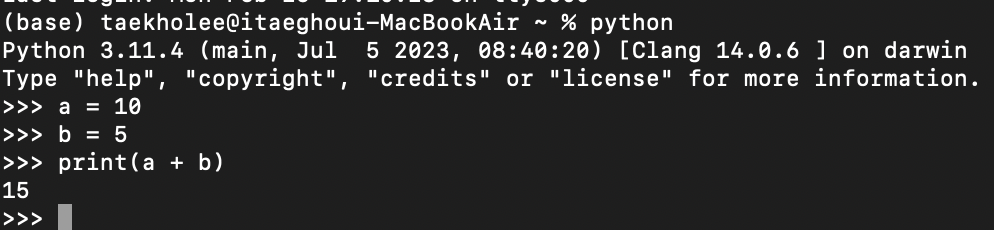 (base) taekholee@itaeghoui-MacBookAir ~ % python
Python 3.11.4 (main, Jul  5 2023, 08:40:20) [Clang 14.0.6 ] on darwin
Type "help", "copyright", "credits" or "license" for more information.
>>> a = 10
>>> b = 5
>>> print(a + b)
15
>>>